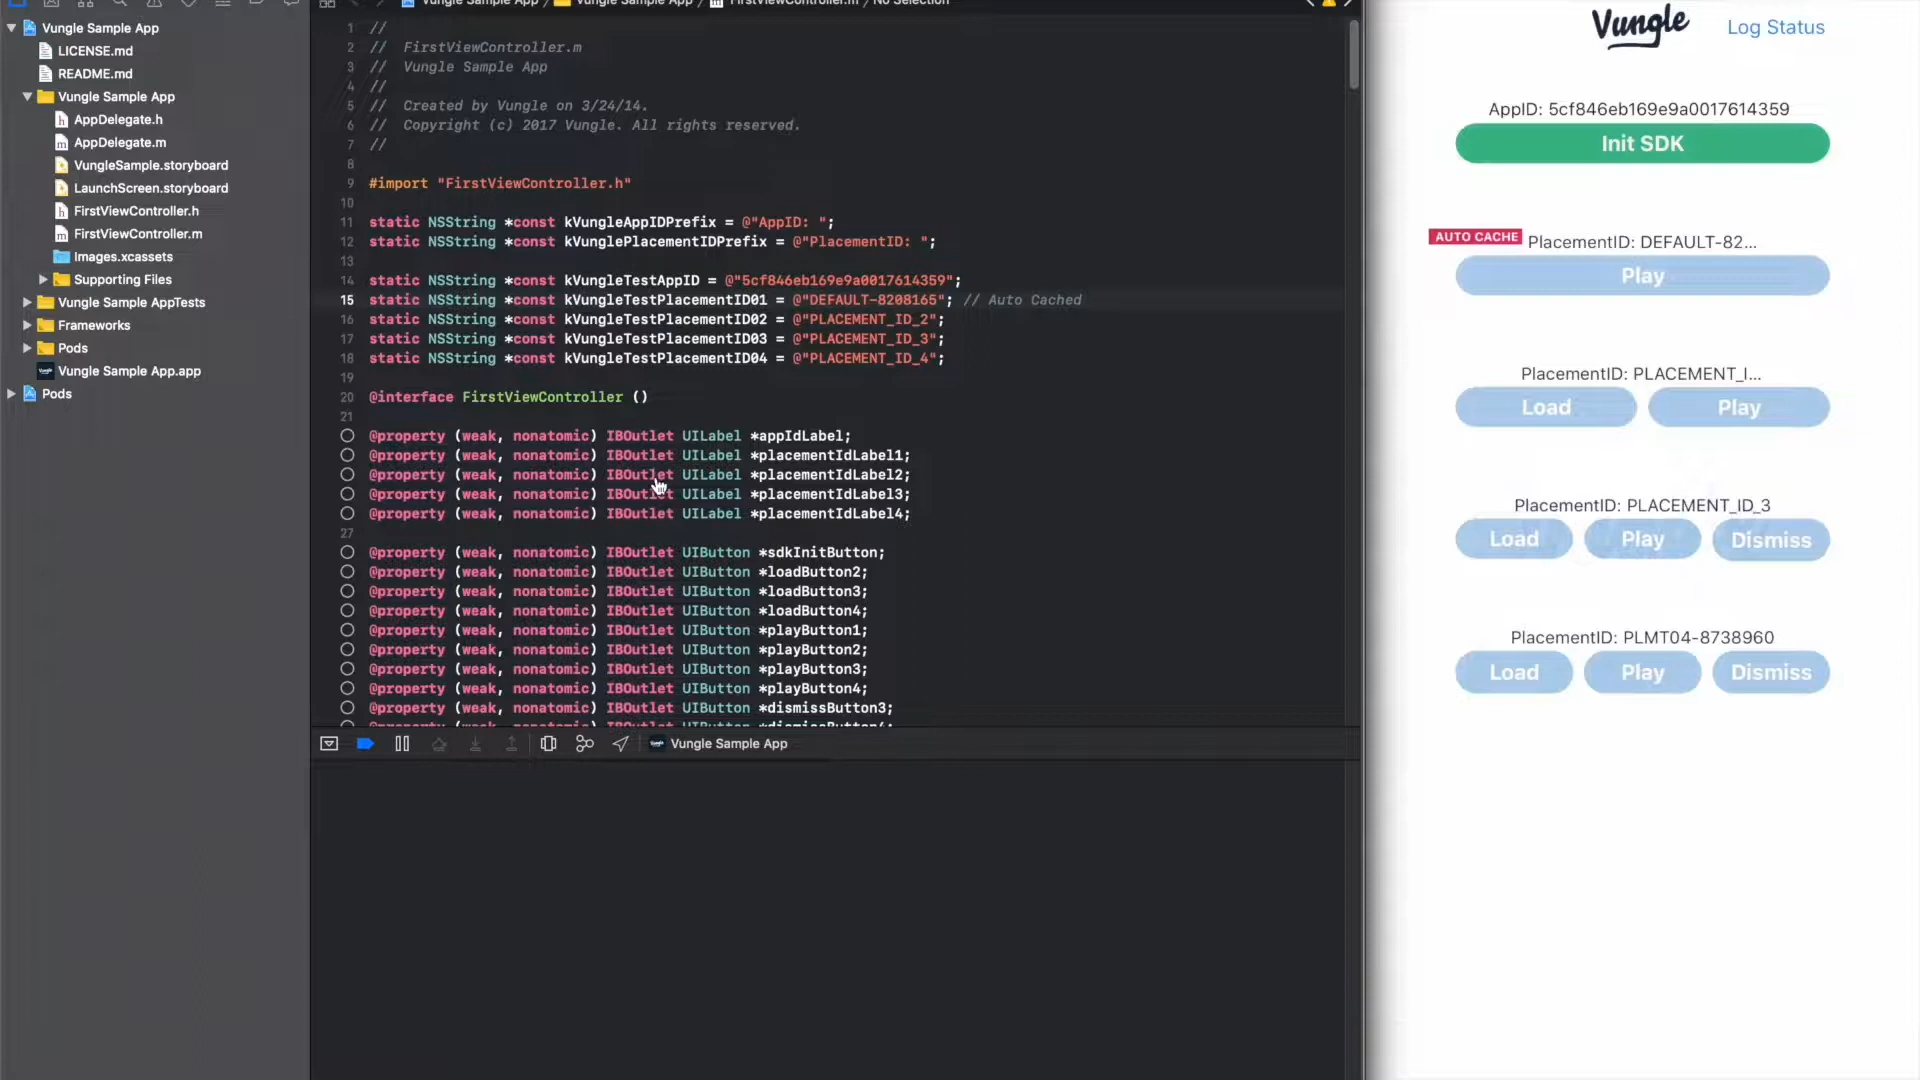 Vungle Sample App
LICENSE.md
README.md
Vungle Sample App
AppDelegate.h
AppDelegate.m
VungleSample.storyboard
LaunchScreen.storyboard
FirstViewController.h
FirstViewController.m
Images.xcassets
Supporting Files
Vungle Sample AppTests
Frameworks
Pods
Vungle Sample App.app
Pods
Vungle Sample App
Vungle Sample App
FirstViewController.m
No Selection
1 //
2 // FirstViewController.m
3 // Vungle Sample App
4 //
5 // Created by Vungle on 3/24/14.
6 // Copyright (c) 2017 Vungle. All rights reserved.
7 //
8
9 #import "FirstViewController.h"
10
11 static NSString *const kVungleAppIDPrefix = @"AppID: ";
12 static NSString *const kVunglePlacementIDPrefix = @"PlacementID: ";
13
14 static NSString *const kVungleTestAppID = @"5cf846eb169e9a0017614359";
15 static NSString *const kVungleTestPlacementID01 = @"DEFAULT-8208165"; // Auto Cached
16 static NSString *const kVungleTestPlacementID02 = @"PLACEMENT_ID_2";
17 static NSString *const kVungleTestPlacementID03 = @"PLACEMENT_ID_3";
18 static NSString *const kVungleTestPlacementID04 = @"PLACEMENT_ID_4";
19
20 @interface FirstViewController ()
21
@property (weak, nonatomic) IBOutlet UILabel *appIdLabel;
@property (weak, nonatomic) IBOutlet UILabel *placementIdLabel1;
@property (weak, nonatomic) IBOutlet UILabel *placementIdLabel2;
@property (weak, nonatomic) IBOutlet UILabel *placementIdLabel3;
@property (weak, nonatomic) IBOutlet UILabel *placementIdLabel4;
27
@property (weak, nonatomic) IBOutlet UIButton *sdkInitButton;
@property (weak, nonatomic) IBOutlet UIButton *loadButton2;
@property (weak, nonatomic) IBOutlet UIButton *loadButton3;
@property (weak, nonatomic) IBOutlet UIButton *loadButton4;
@property (weak, nonatomic) IBOutlet UIButton *playButton1;
@property (weak, nonatomic) IBOutlet UIButton *playButton2;
@property (weak, nonatomic) IBOutlet UIButton *playButton3;
@property (weak, nonatomic) IBOutlet UIButton *playButton4;
@property (weak, nonatomic) IBOutlet UIButton *dismissButton3;
Vungle Sample App
Vungle
Log Status
AppID: 5cf846eb169e9a0017614359
Init SDK
AUTO CACHE PlacementID: DEFAULT-82...
Play
PlacementID: PLACEMENT_I...
Load Play
PlacementID: PLACEMENT_ID_3
Load Play Dismiss
PlacementID: PLMT04-8738960
Load Play Dismiss